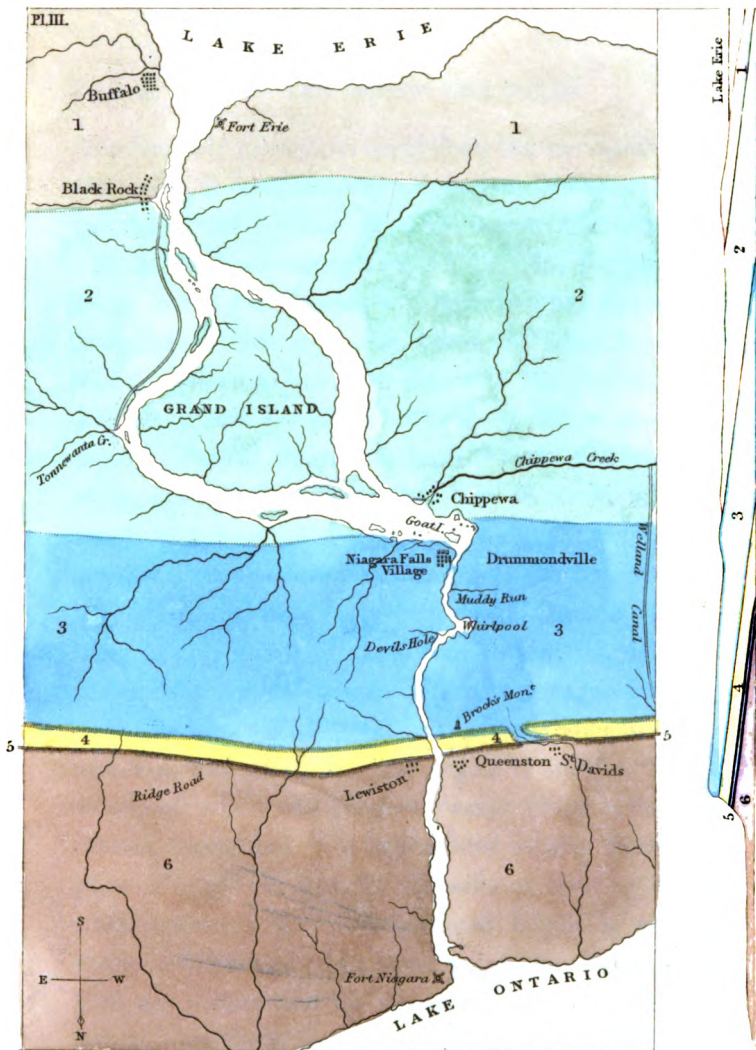 Pl. III.
LAKE ERIE
Buffalo
Fort Erie
1
1
Black Rock
2
2
GRAND ISLAND
Tonnewanta Cr.
Chippewa Creek
Chippewa
Goat I.
Niagara Falls
Village
Drummondville
Welland Canal
Muddy Run
3
Whirlpool
3
Devils Hole
Brook's Mon.t
4
4
5
5
Queenston
St. Davids
Lewiston
Ridge Road
6
6
S
E
W
N
Fort Niagara
LAKE ONTARIO
Lake Erie
1
2
3
4
5
6